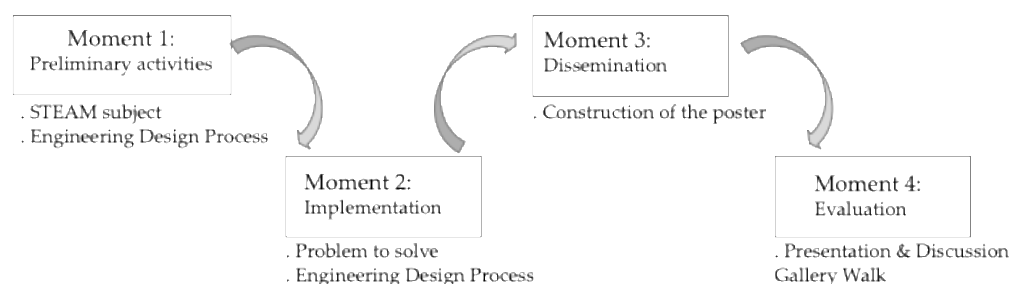 Moment 1:
Preliminary activities
. STEAM subject
. Engineering Design Process
Moment 2:
Implementation
. Problem to solve
. Engineering Design Process
Moment 3:
Dissemination
. Construction of the poster
Moment 4:
Evaluation
. Presentation & Discussion
Gallery Walk